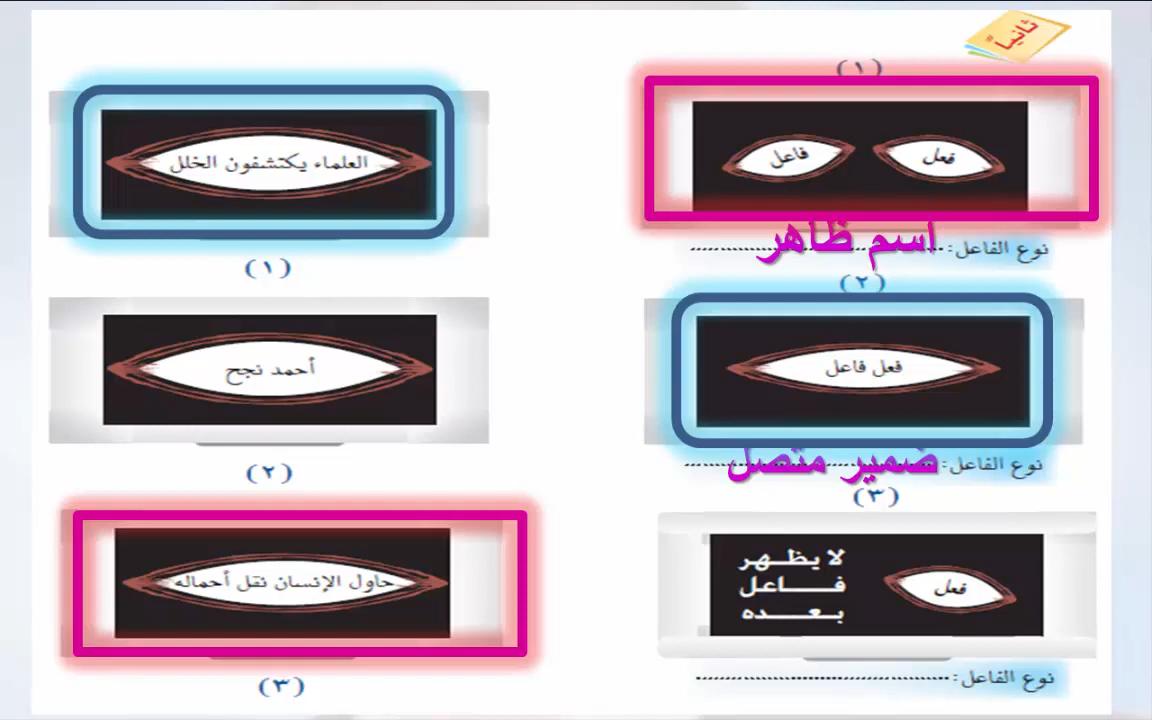 ثانياً
(١)
فعل
فاعل
نوع الفاعل:
اسم ظاهر
(٢)
فعل فاعل
نوع الفاعل:
ضمير متصل
(٣)
فعل
لا يظهر
فاعل
بعده
نوع الفاعل:
العلماء يكتشفون الخلل
(١)
أحمد نجح
(٢)
حاول الإنسان نقل أحماله
(٣)